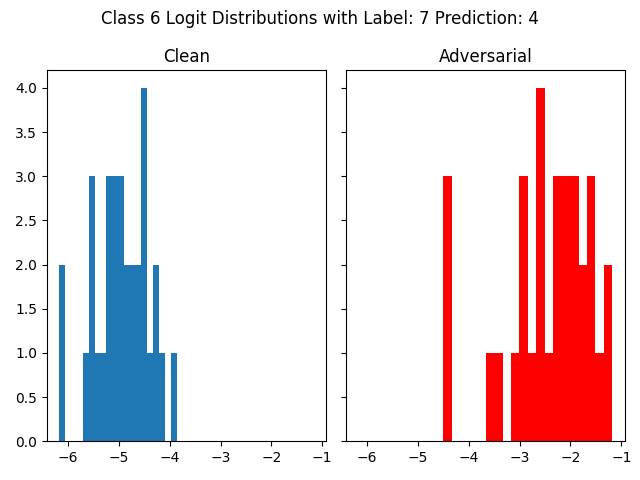 Class 6 Logit Distributions with Label: 7 Prediction: 4
Clean
Adversarial
4.0
3.5
3.0
2.5
2.0
1.5
1.0
0.5
0.0
−6 −5 −4 −3 −2 −1
−6 −5 −4 −3 −2 −1